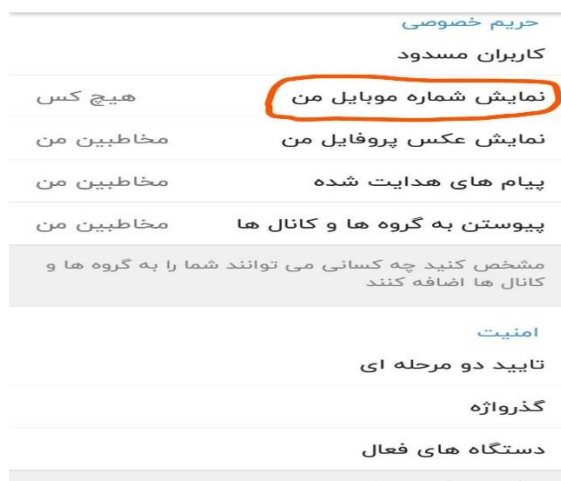 حریم خصوصی
کاربران مسدود
نمایش شماره موبایل من هیچ کس
نمایش عکس پروفایل من مخاطبین من
پیام های هدایت شده مخاطبین من
پیوستن به گروه ها و کانال ها مخاطبین من
مشخص کنید چه کسانی می توانند شما را به گروه ها و
کانال ها اضافه کنند
امنیت
تایید دو مرحله ای
گذرواژه
دستگاه های فعال